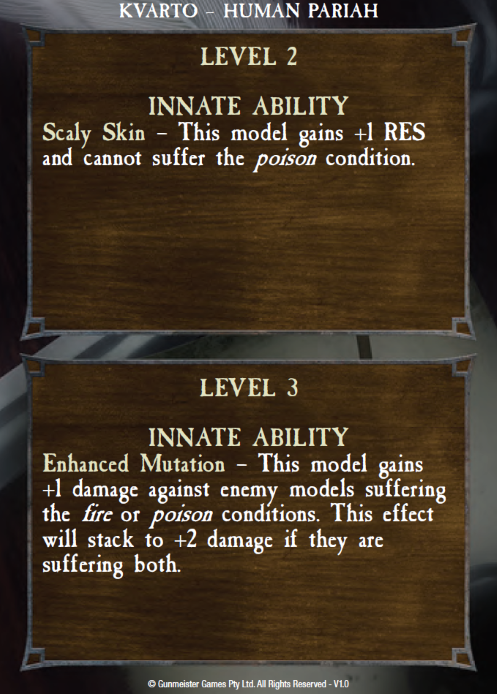 KVARTO – HUMAN PARIAH
LEVEL 2
INNATE ABILITY
Scaly Skin – This model gains +1 RES
and cannot suffer the poison condition.
LEVEL 3
INNATE ABILITY
Enhanced Mutation – This model gains
+1 damage against enemy models suffering
the fire or poison conditions. This effect
will stack to +2 damage if they are
suffering both.
© Gunmeister Games Pty Ltd. All Rights Reserved - V1.0